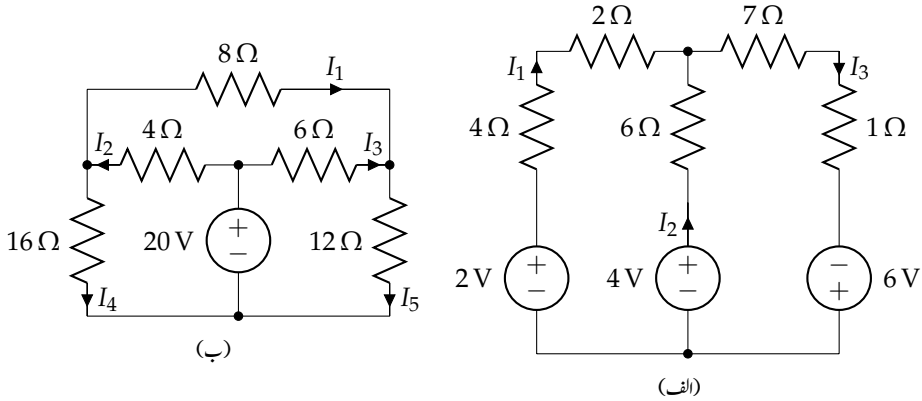 8 Ω
I₁
I₂
4 Ω
6 Ω
I₃
16 Ω
20 V
+
−
12 Ω
I₄
I₅
(ب)
2 Ω
7 Ω
I₁
I₃
4 Ω
6 Ω
1 Ω
I₂
2 V
+
−
4 V
+
−
−
+
6 V
(الف)